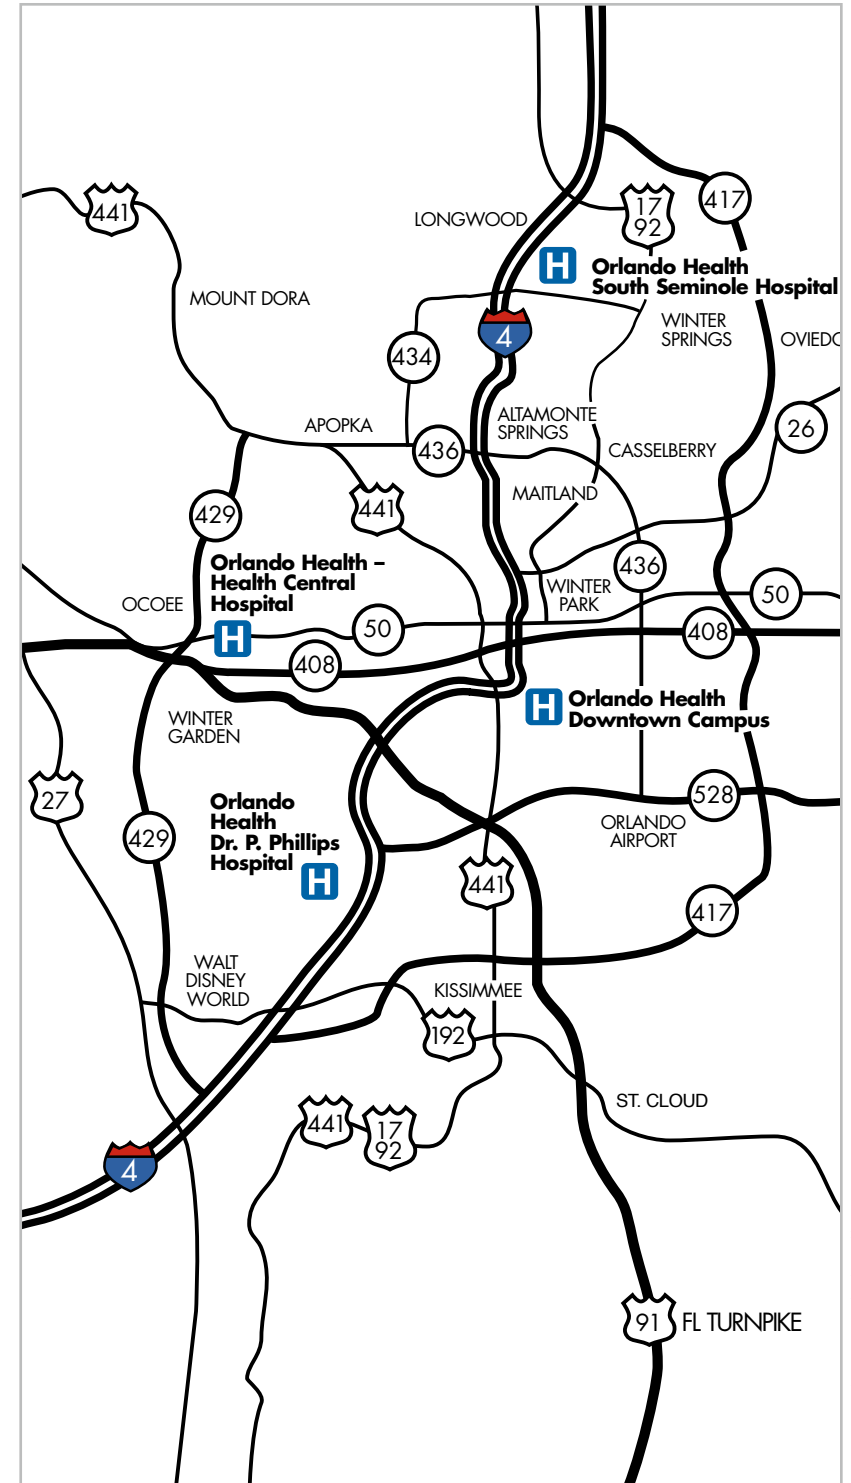 441
17
92
417
LONGWOOD
H
Orlando Health
South Seminole Hospital
MOUNT DORA
4
WINTER
SPRINGS
434
ALTAMONTE
SPRINGS
26
APOPKA
436
CASSELBERRY
441
MAITLAND
429
Orlando Health –
Health Central
Hospital
436
OCOEE
WINTER
PARK
50
H
50
408
408
Orlando Health
Downtown Campus
H
WINTER
GARDEN
27
528
Orlando
Health
Dr. P. Phillips
Hospital
H
429
ORLANDO
AIRPORT
441
417
WALT
DISNEY
WORLD
KISSIMMEE
192
ST. CLOUD
441
17
92
4
91
FL TURNPIKE